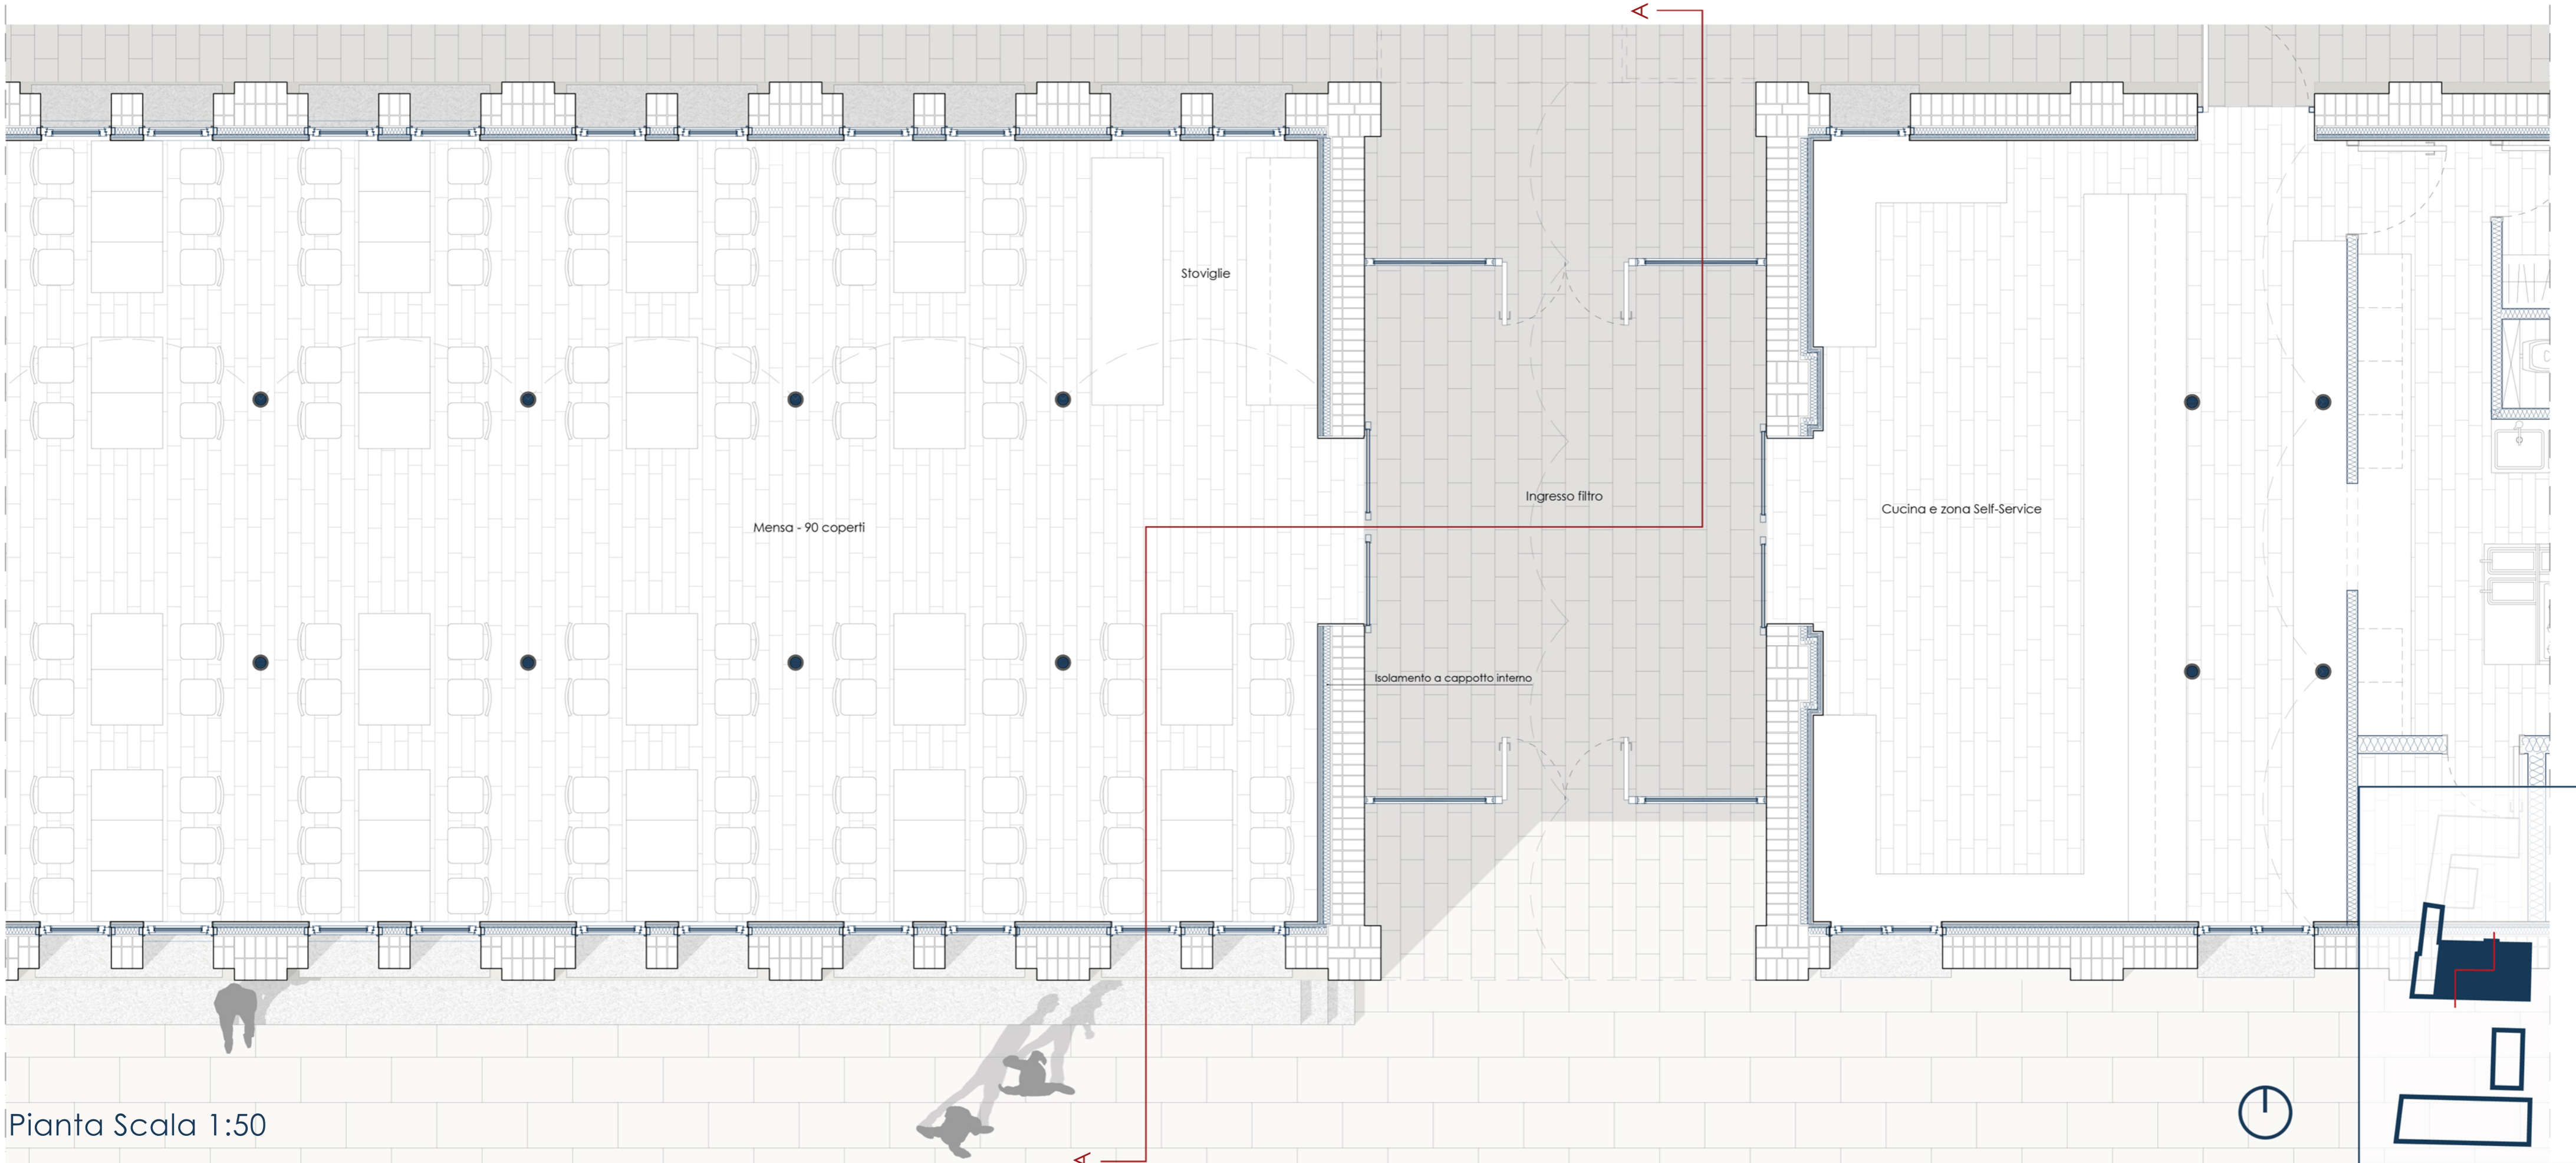 A
Stoviglie
Ingresso filtro
Cucina e zona Self-Service
Mensa - 90 coperti
Isolamento a cappotto interno
Pianta Scala 1:50
A